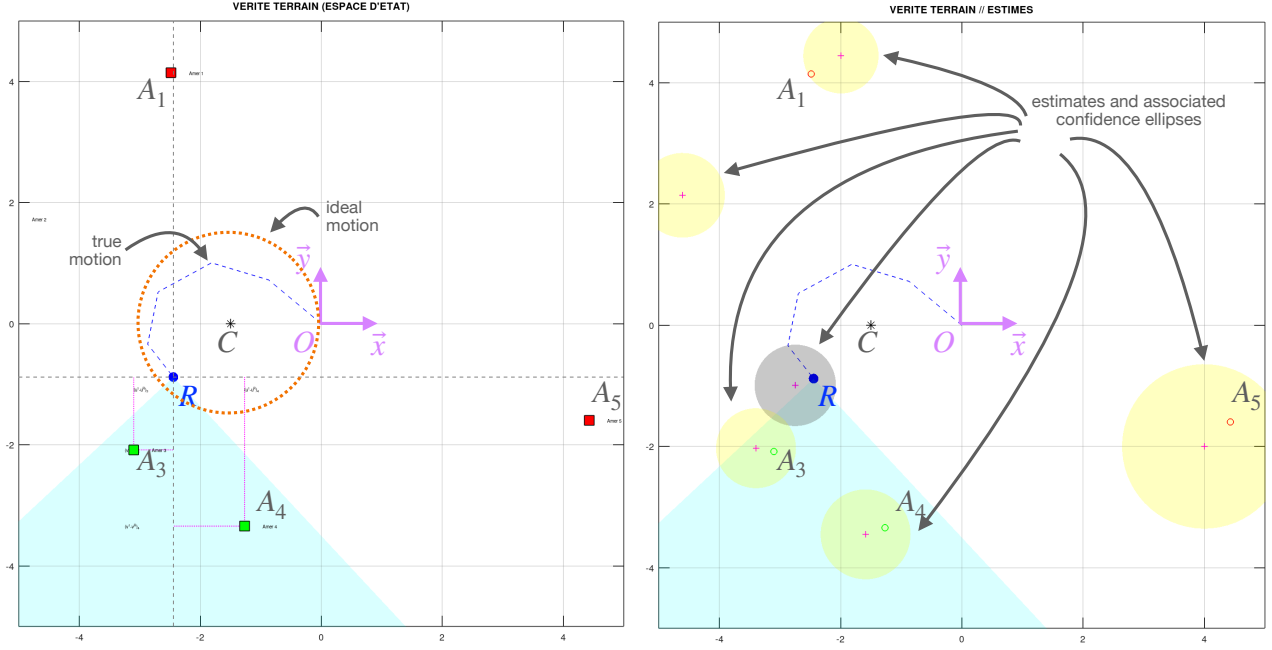 VERITE TERRAIN (ESPACE D'ETAT)
4
2
0
-2
-4
-4
-2
0
2
4
A1
Amer 1
Amer 2
true
motion
ideal
motion
y
x
O
C
R
A3
Amer 3
A4
Amer 4
A5
Amer 5
VERITE TERRAIN // ESTIMES
4
2
0
-2
-4
-4
-2
0
2
4
A1
estimates and associated
confidence ellipses
y
x
O
C
R
A3
A4
A5